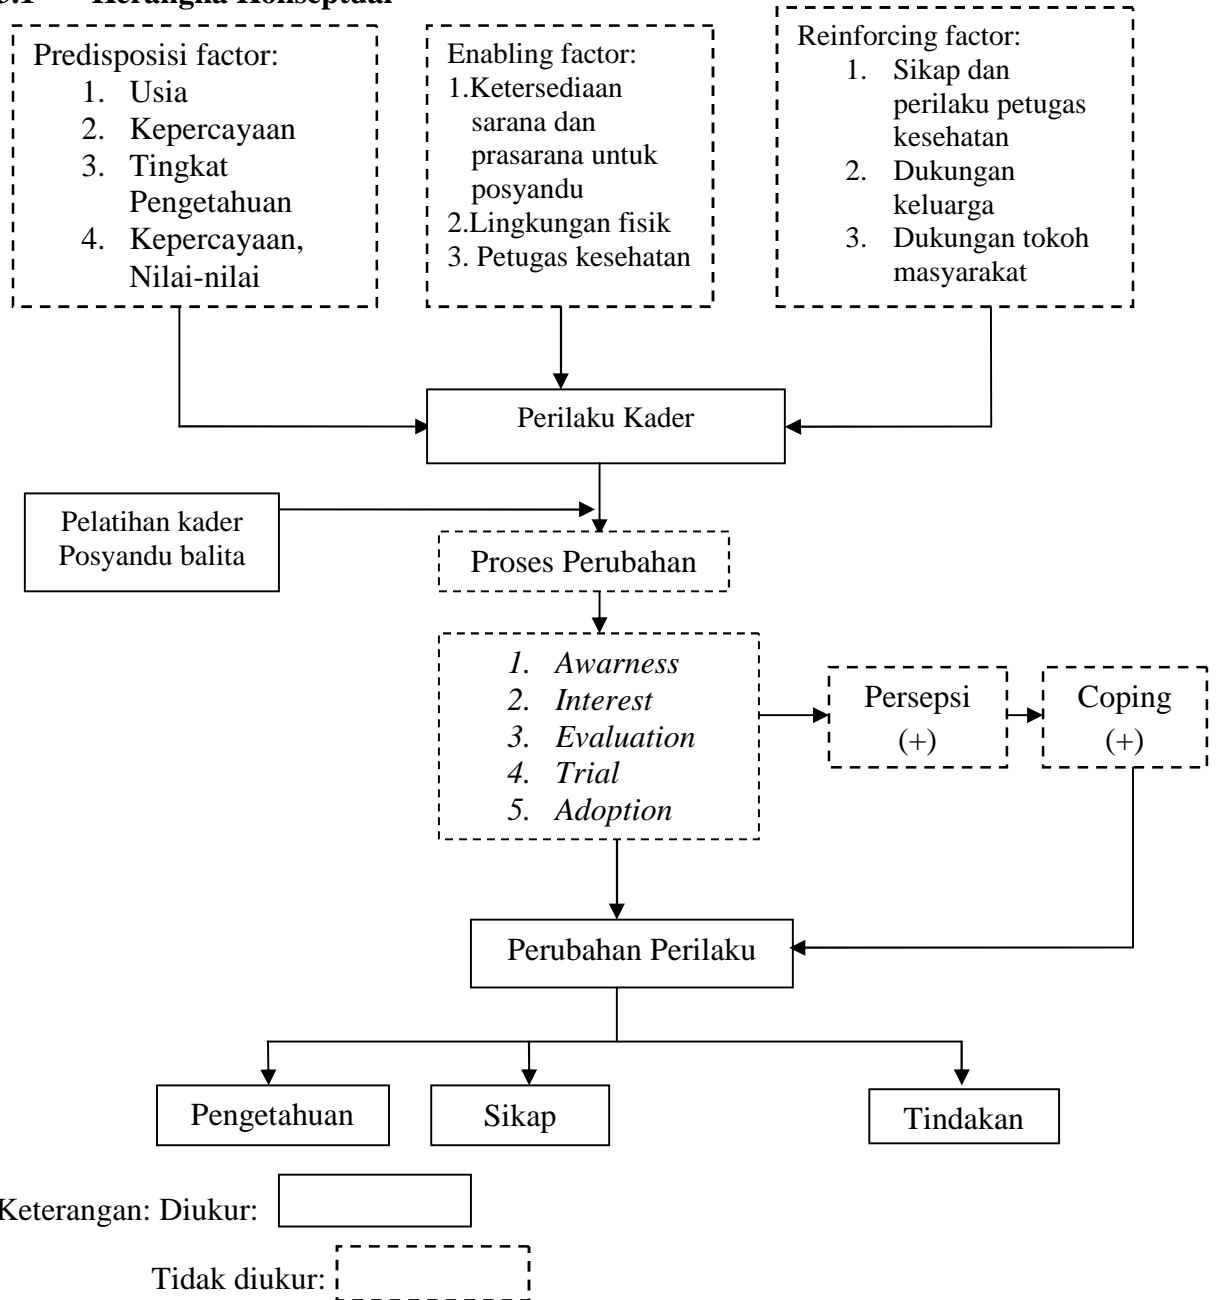 3.1 Kerangka Konseptual
Predisposisi factor:
1. Usia
2. Kepercayaan
3. Tingkat
Pengetahuan
4. Kepercayaan,
Nilai-nilai
Enabling factor:
1.Ketersediaan
sarana dan
prasarana untuk
posyandu
2.Lingkungan fisik
3. Petugas kesehatan
Reinforcing factor:
1. Sikap dan
perilaku petugas
kesehatan
2. Dukungan
keluarga
3. Dukungan tokoh
masyarakat
Perilaku Kader
Pelatihan kader
Posyandu balita
Proses Perubahan
1. Awarness
2. Interest
3. Evaluation
4. Trial
5. Adoption
Persepsi
(+)
Coping
(+)
Perubahan Perilaku
Pengetahuan
Sikap
Tindakan
Keterangan: Diukur:
Tidak diukur: